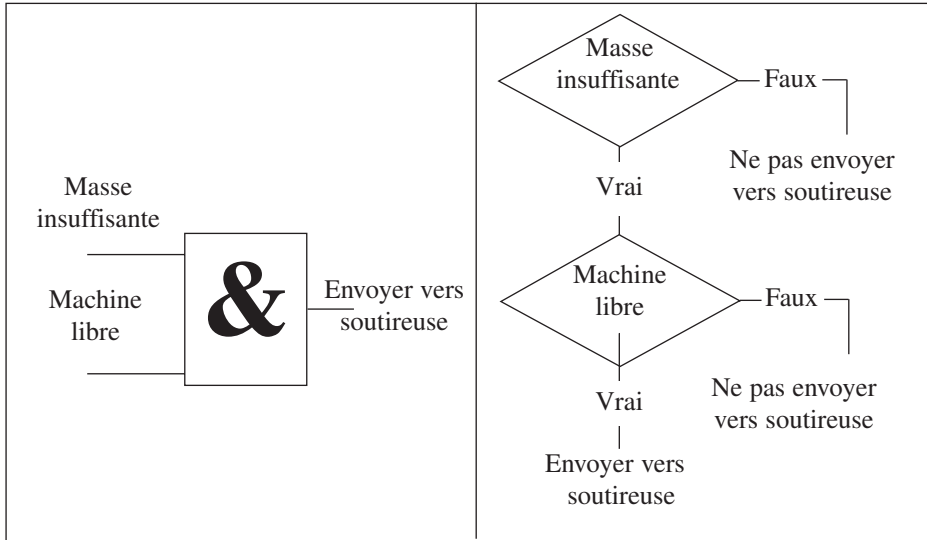 Masse
insuffisante
Machine
libre
&
Envoyer vers
soutireuse
Masse
insuffisante
Faux
Ne pas envoyer
vers soutireuse
Vrai
Machine
libre
Faux
Ne pas envoyer
vers soutireuse
Vrai
Envoyer vers
soutireuse